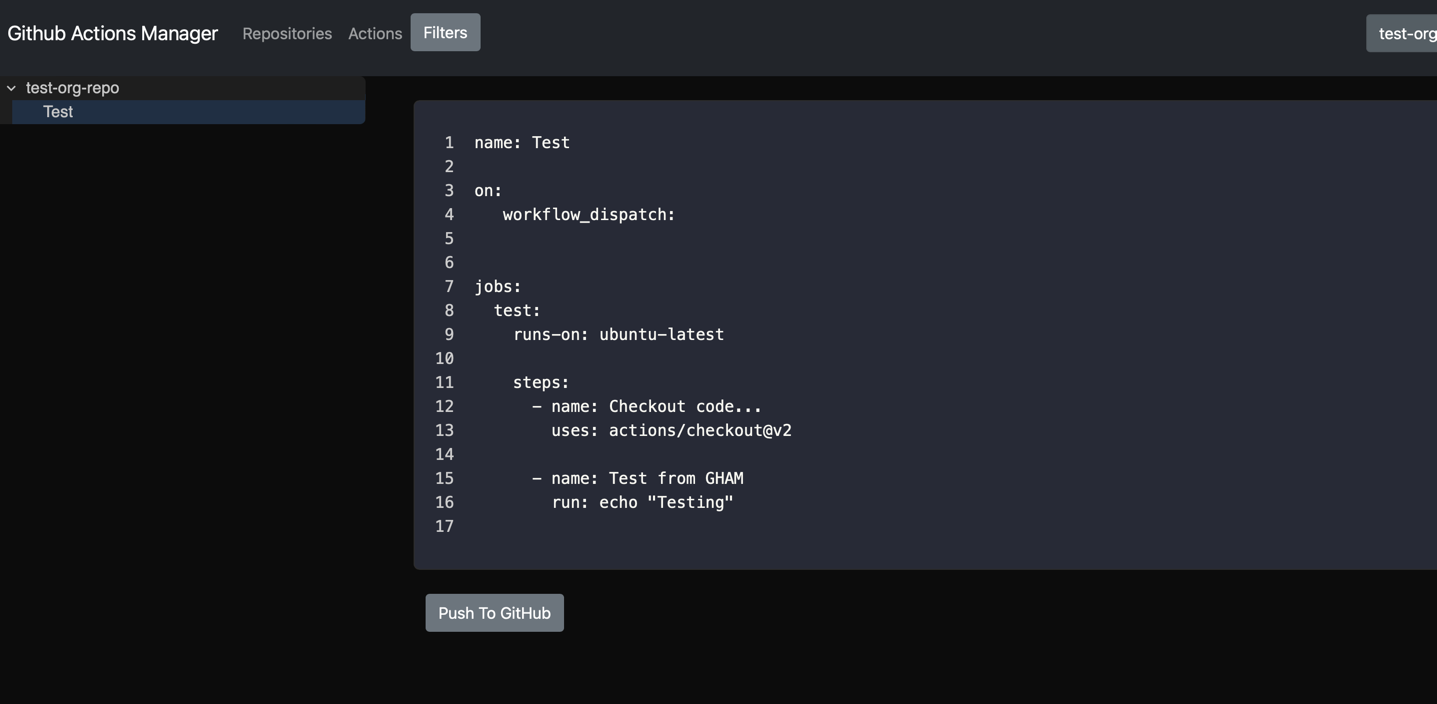 Github Actions Manager Repositories Actions Filters test-org
test-org-repo
Test
1 name: Test
2
3 on:
4    workflow_dispatch:
5
6
7 jobs:
8   test:
9     runs-on: ubuntu-latest
10
11     steps:
12       - name: Checkout code...
13         uses: actions/checkout@v2
14
15       - name: Test from GHAM
16         run: echo "Testing"
17
Push To GitHub